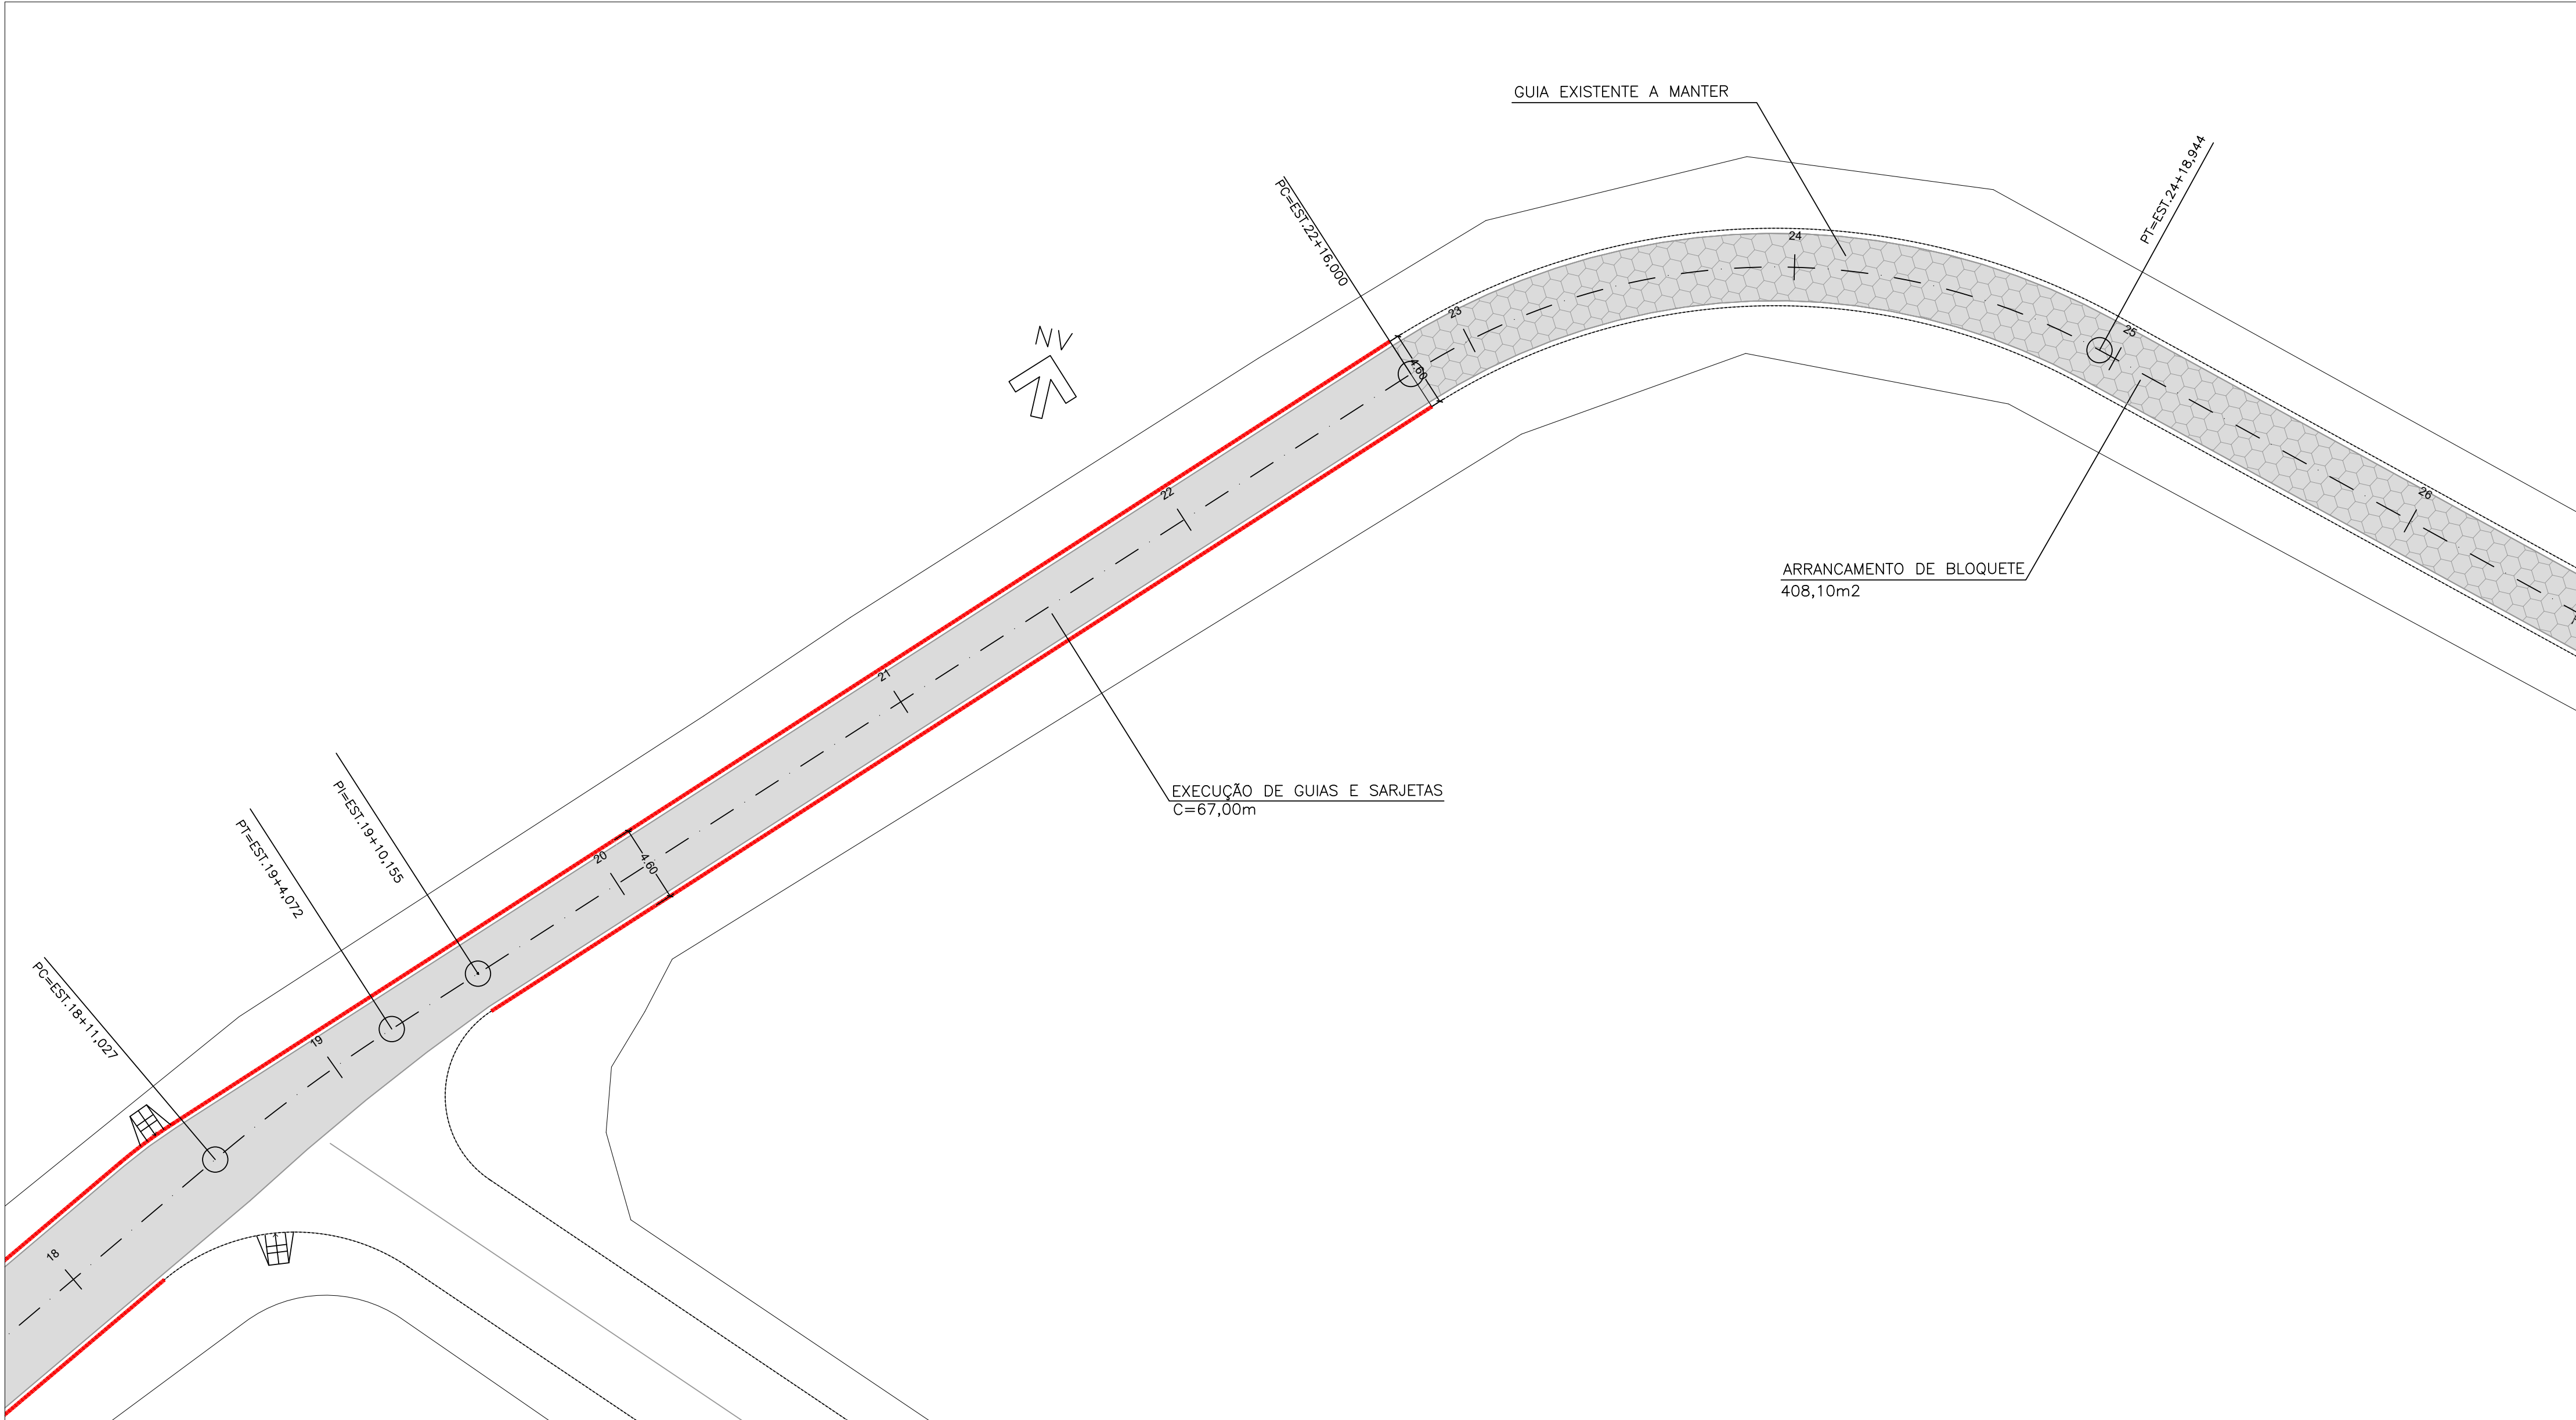 GUIA EXISTENTE A MANTER
PT=EST.24+18,944
PC=EST.22+16,000
24
23
25
NV
4.60
22
26
ARRANCAMENTO DE BLOQUETE
408,10m2
21
EXECUÇÃO DE GUIAS E SARJETAS
C=67,00m
PI=EST.19+10,155
PT=EST.19+4,072
20
4.60
PC=EST.18+11,027
19
18